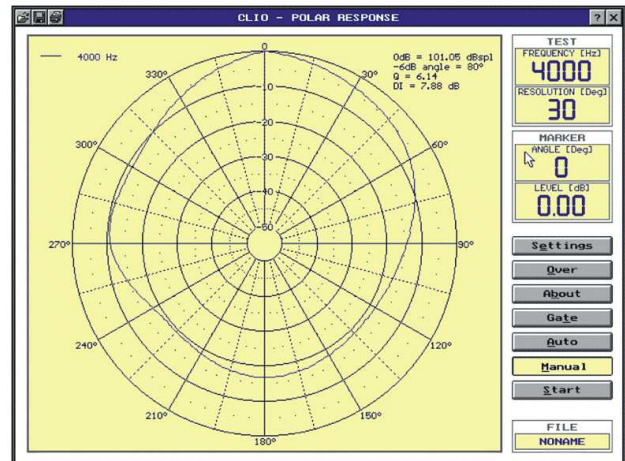 CLIO - POLAR RESPONSE
? X
4000 Hz
0dB = 101.05 dBspl
-6dB angle = 80°
Q = 6.14
DI = 7.88 dB
0
330°
30°
300°
60°
270°
90°
240°
120°
210°
150°
180°
-10
-20
-30
-40
-50
TEST
FREQUENCY [Hz]
4000
RESOLUTION [Deg]
30
MARKER
ANGLE [Deg]
0
LEVEL [dB]
0.00
Settings
Over
About
Gate
Auto
Manual
Start
FILE
NONAME